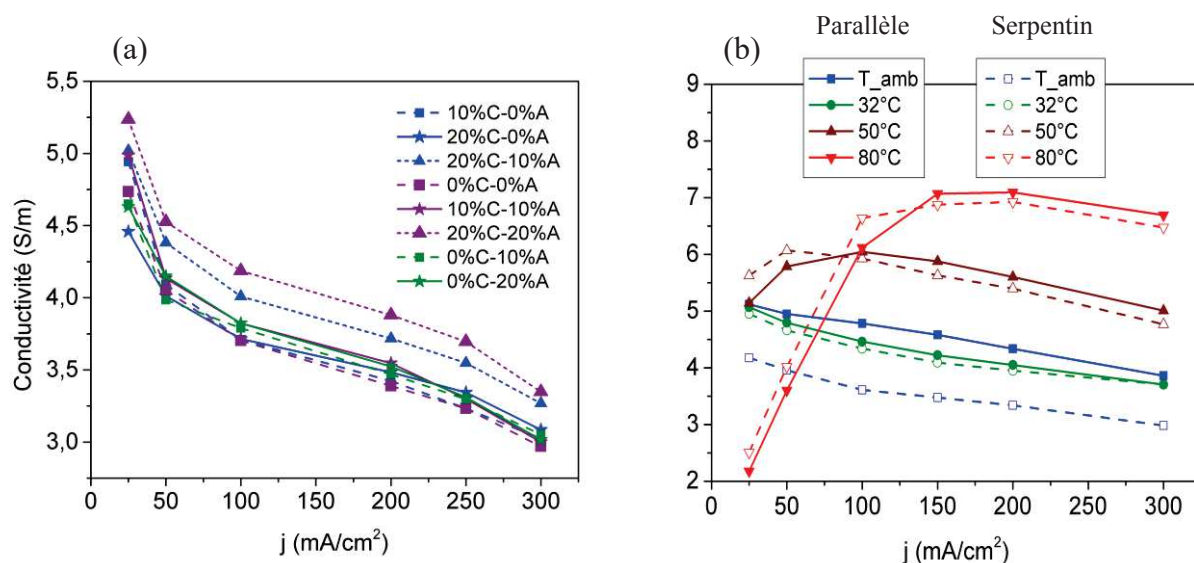 (a)
5,5
5,0
4,5
4,0
3,5
3,0
Conductivité (S/m)
10%C-0%A
20%C-0%A
20%C-10%A
0%C-0%A
10%C-10%A
20%C-20%A
0%C-10%A
0%C-20%A
0 50 100 150 200 250 300
j (mA/cm²)
(b)
Parallèle Serpentin
T_amb T_amb
32°C 32°C
50°C 50°C
80°C 80°C
9
8
7
6
5
4
3
2
0 50 100 150 200 250 300
j (mA/cm²)